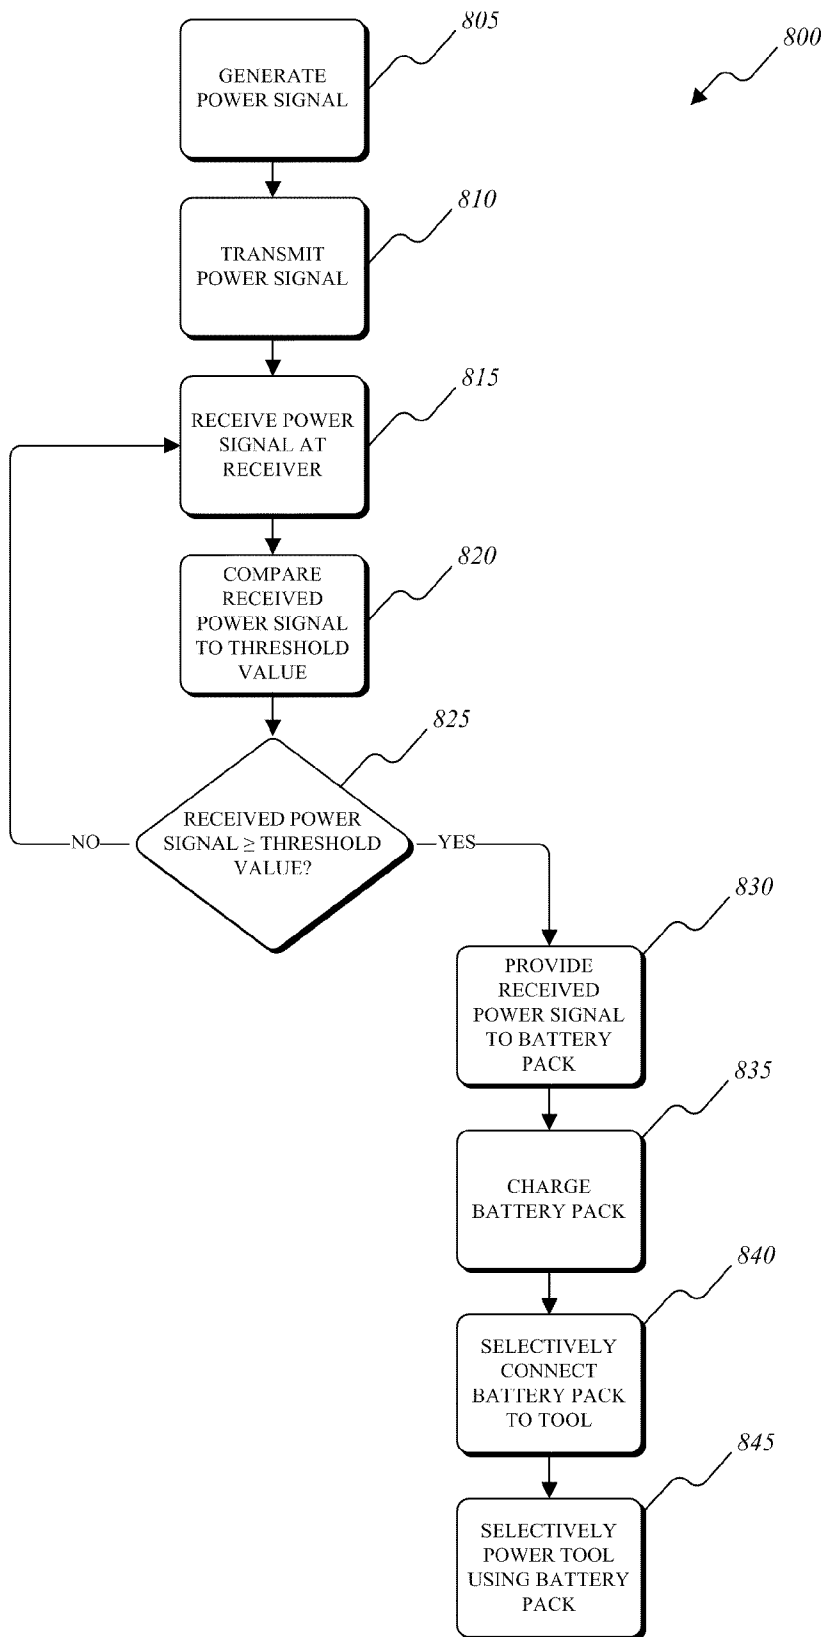 805
800
GENERATE
POWER SIGNAL
810
TRANSMIT
POWER SIGNAL
815
RECEIVE POWER
SIGNAL AT
RECEIVER
820
COMPARE
RECEIVED
POWER SIGNAL
TO THRESHOLD
VALUE
825
RECEIVED POWER
SIGNAL ≥ THRESHOLD
VALUE?
NO
YES
830
PROVIDE
RECEIVED
POWER SIGNAL
TO BATTERY
PACK
835
CHARGE
BATTERY PACK
840
SELECTIVELY
CONNECT
BATTERY PACK
TO TOOL
845
SELECTIVELY
POWER TOOL
USING BATTERY
PACK